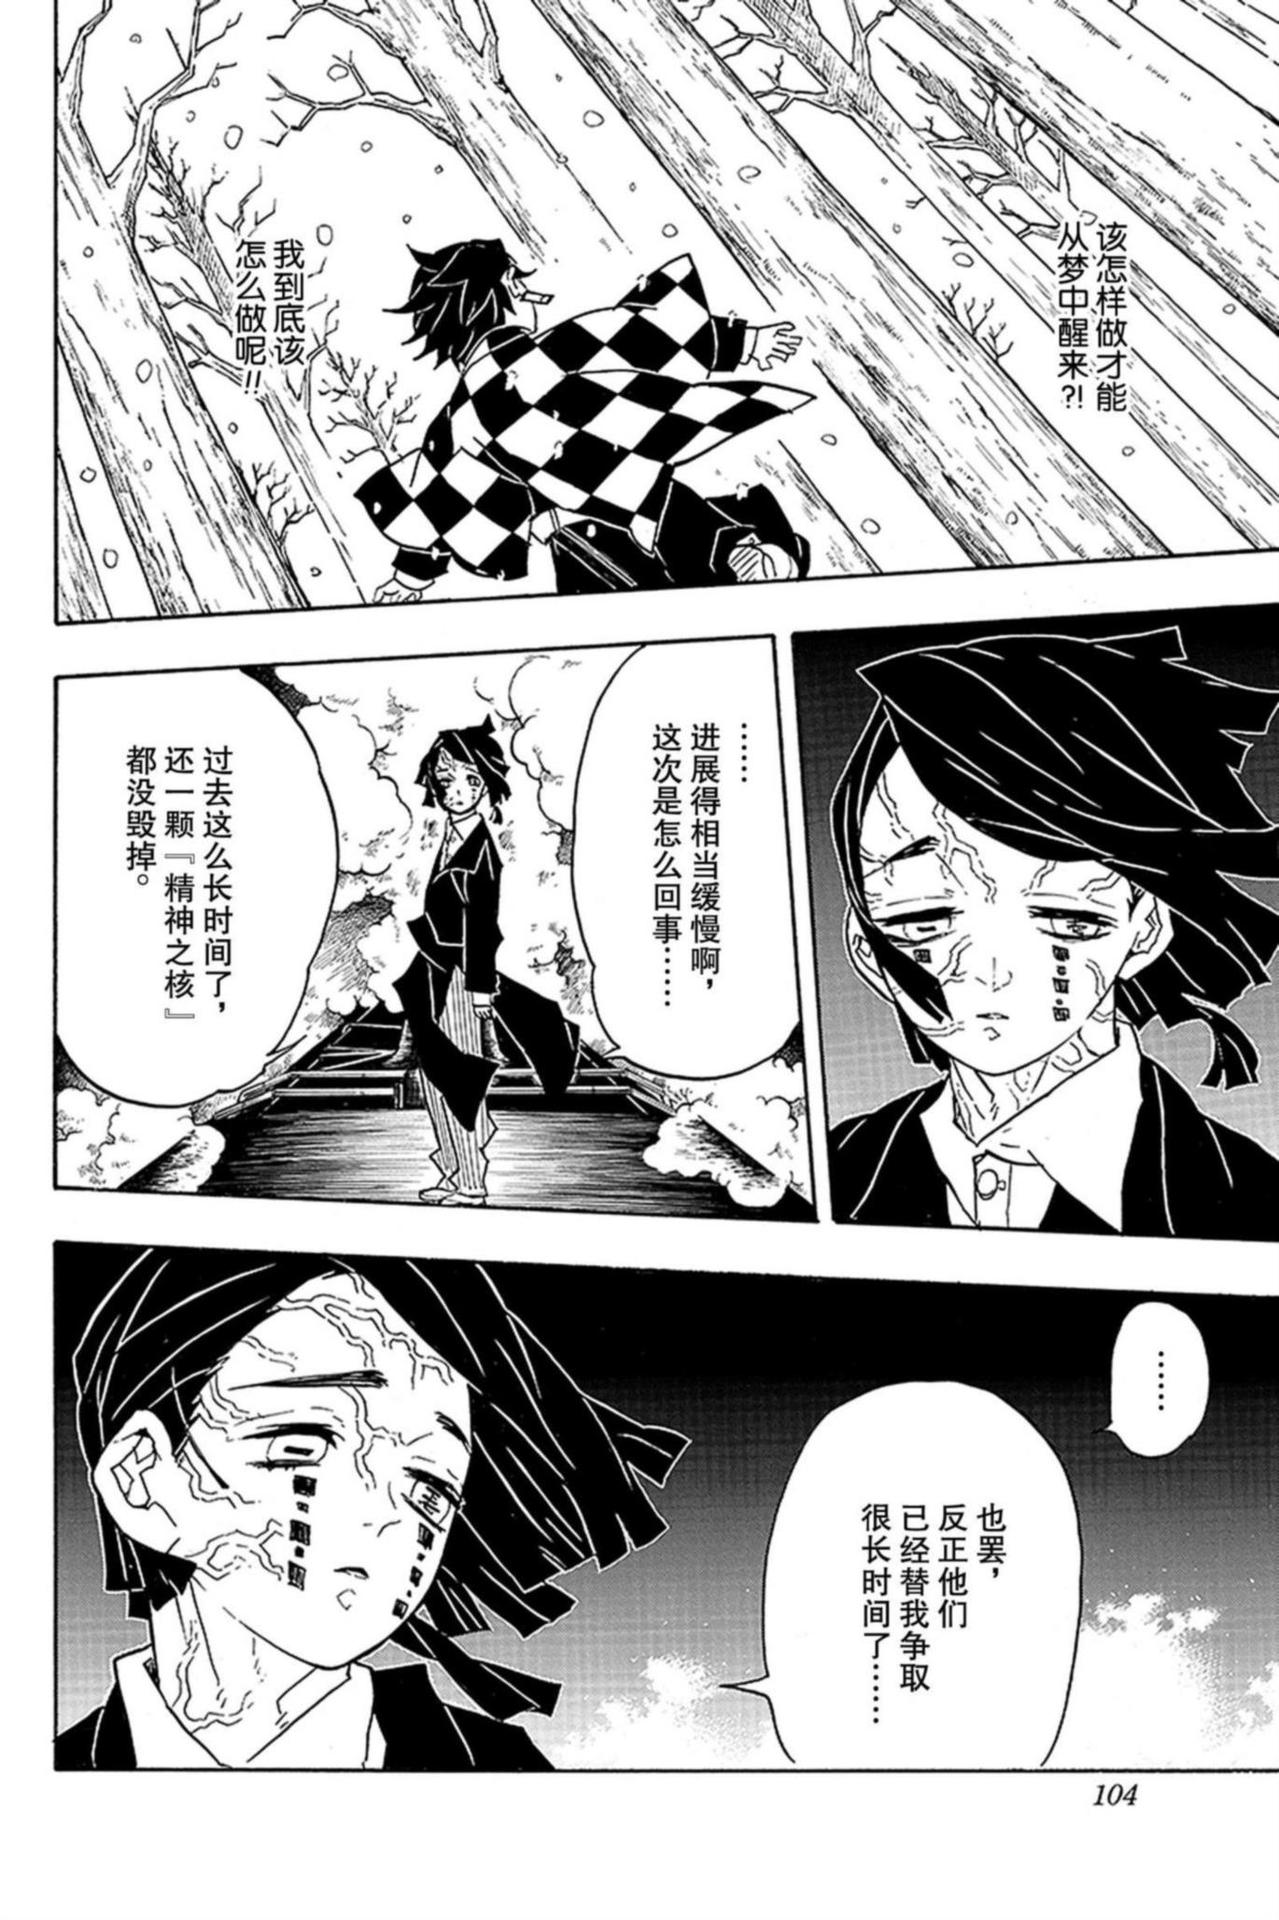 该怎样做才能
从梦中醒来?!
我到底该
怎么做呢!!
……
进展得相当缓慢啊，
这次是怎么回事……
过去这么长时间了，
还一颗『精神之核』
都没毁掉。
……
也罢，
反正他们
已经替我争取
很长时间了……
104